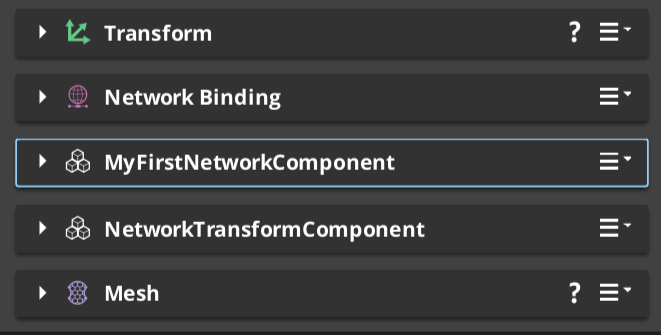 Transform ?
Network Binding
MyFirstNetworkComponent
NetworkTransformComponent
Mesh ?